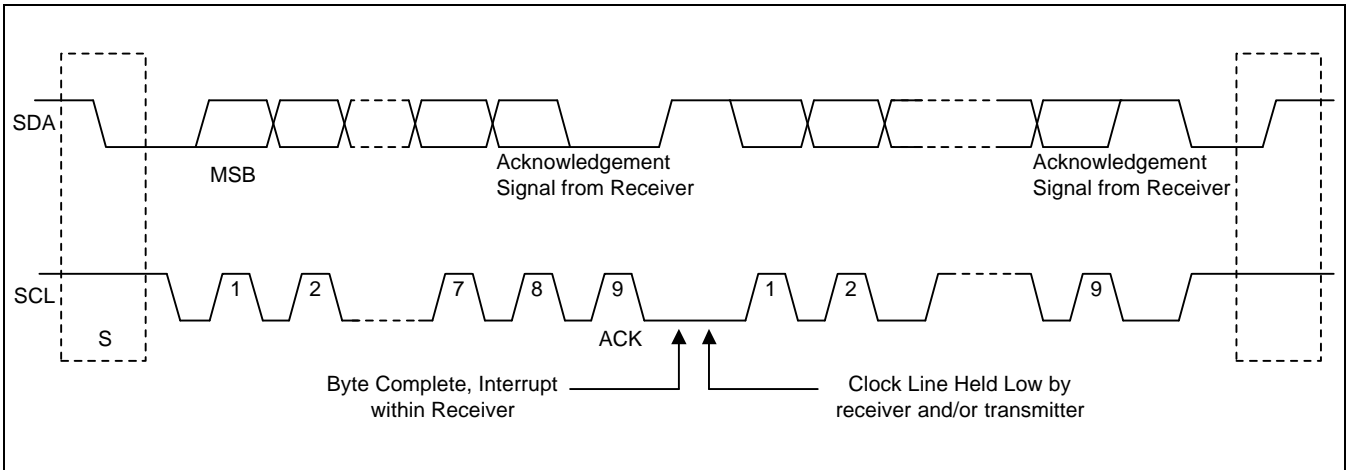 SDA
MSB
Acknowledgement
Signal from Receiver
Acknowledgement
Signal from Receiver
SCL
1
2
7
8
9
1
2
9
S
ACK
Byte Complete, Interrupt
within Receiver
Clock Line Held Low by
receiver and/or transmitter